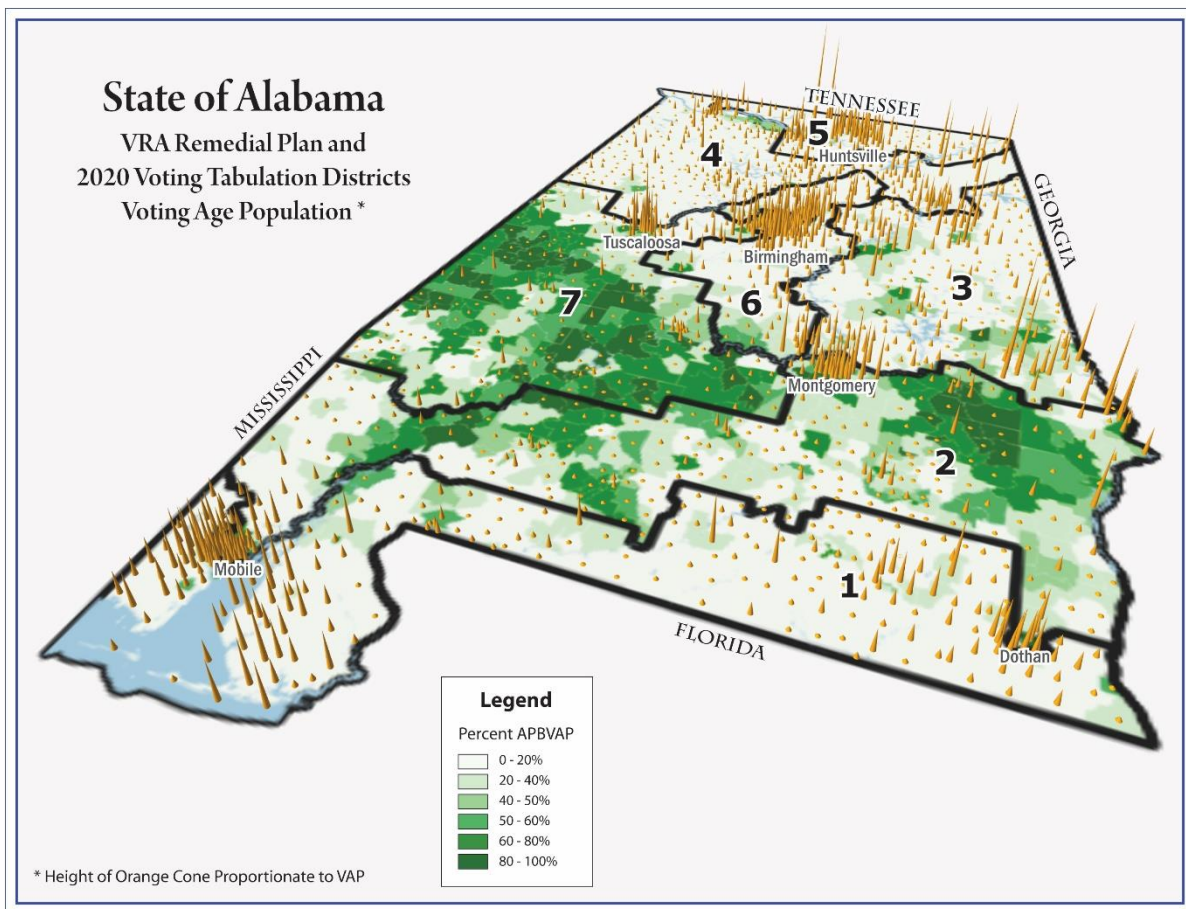 State of Alabama
VRA Remedial Plan and
2020 Voting Tabulation Districts
Voting Age Population *
TENNESSEE
5
Huntsville
4
GEORGIA
Tuscaloosa
Birmingham
3
7
6
MISSISSIPPI
Montgomery
2
Mobile
1
FLORIDA
Dothan
Legend
Percent APBVAP
0 - 20%
20 - 40%
40 - 50%
50 - 60%
60 - 80%
80 - 100%
* Height of Orange Cone Proportionate to VAP